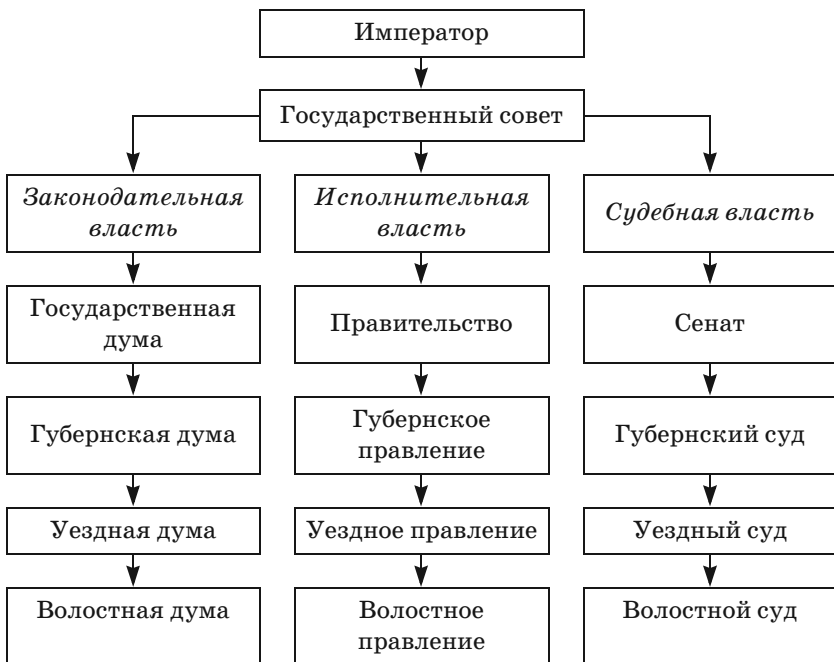 Император
Государственный совет
Законодательная
власть
Исполнительная
власть
Судебная власть
Государственная
дума
Правительство
Сенат
Губернская дума
Губернское
правление
Губернский суд
Уездная дума
Уездное правление
Уездный суд
Волостная дума
Волостное
правление
Волостной суд